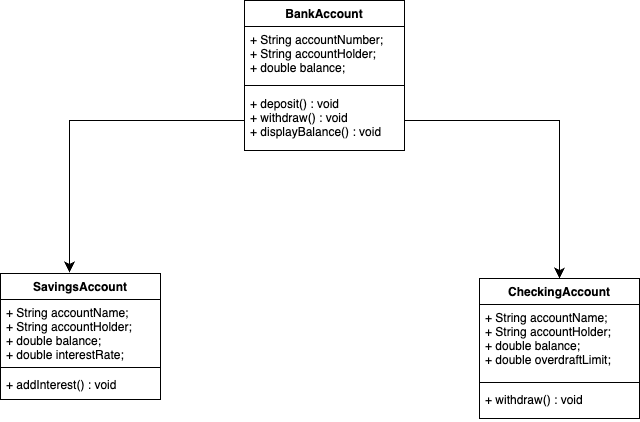 BankAccount
+ String accountNumber;
+ String accountHolder;
+ double balance;
+ deposit() : void
+ withdraw() : void
+ displayBalance() : void
SavingsAccount
+ String accountName;
+ String accountHolder;
+ double balance;
+ double interestRate;
+ addInterest() : void
CheckingAccount
+ String accountName;
+ String accountHolder;
+ double balance;
+ double overdraftLimit;
+ withdraw() : void